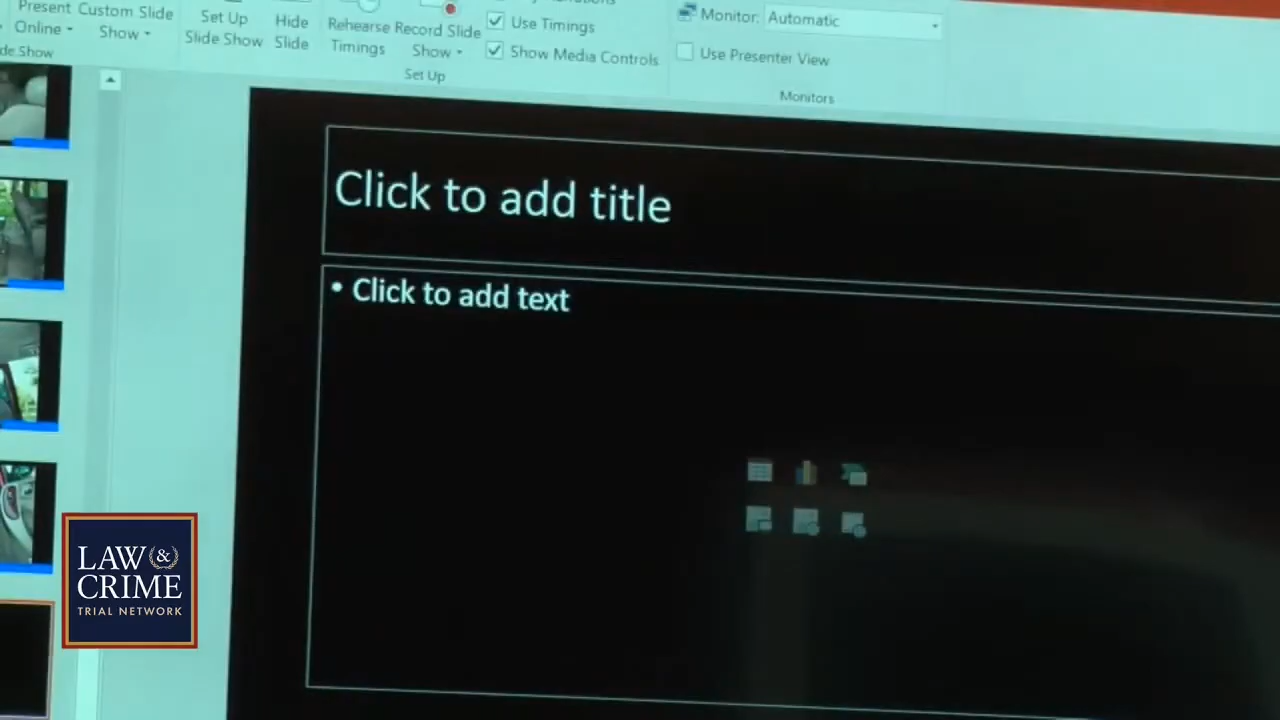 Present Custom Slide
Online Show
Set Up
Slide Show
Hide
Slide
Rehearse Record Slide
Timings Show
Use Timings
Show Media Controls
Set Up
Monitor: Automatic
Use Presenter View
Monitors
Click to add title
• Click to add text
LAW &
CRIME
TRIAL NETWORK